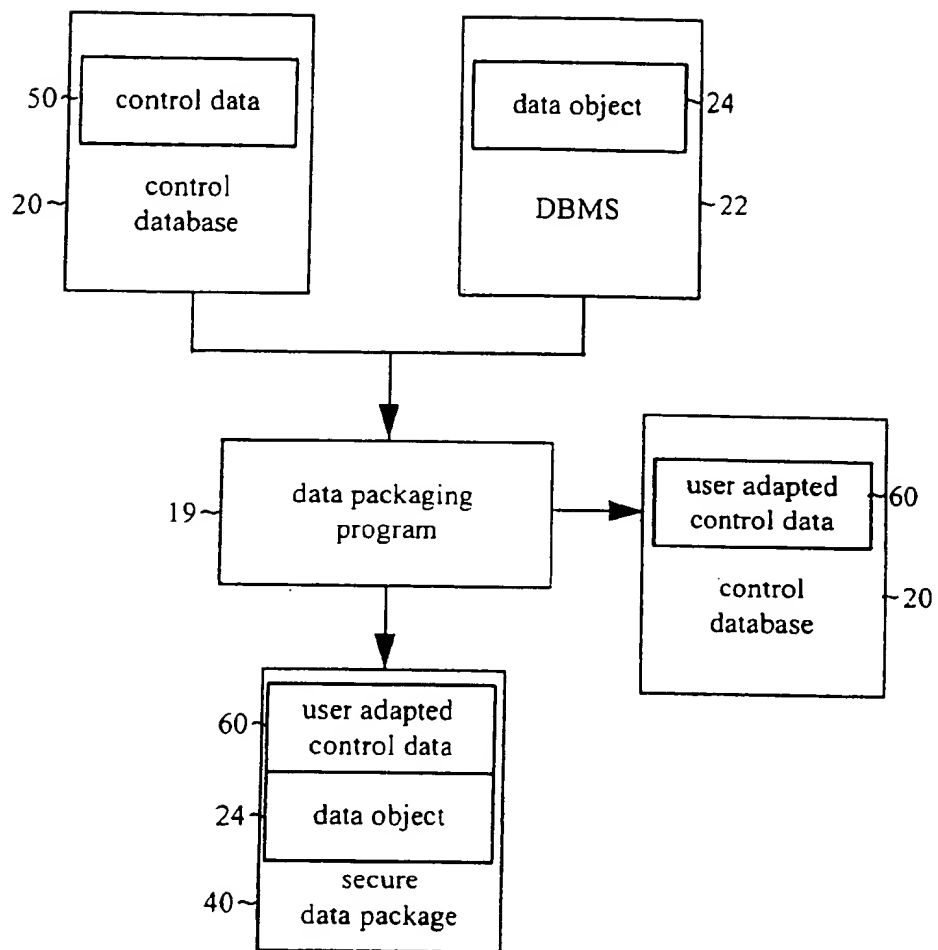 50
control data
20
control
database
data object
24
DBMS
22
19
data packaging
program
user adapted
control data
60
control
database
20
60
user adapted
control data
24
data object
40
secure
data package